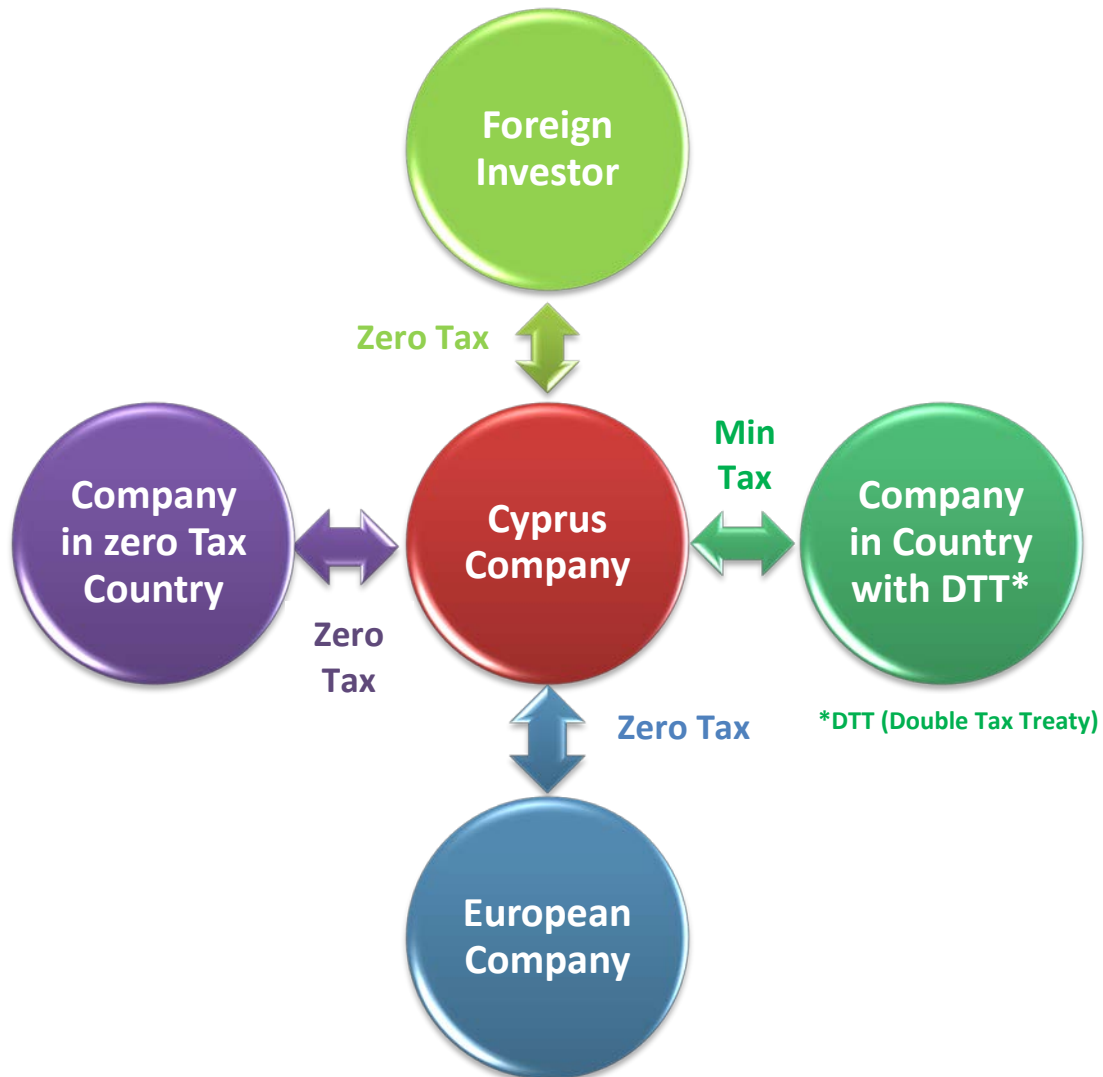 Foreign
Investor
Zero Tax
Company
in zero Tax
Country
Zero
Tax
Cyprus
Company
Min
Tax
Company
in Country
with DTT*
*DTT (Double Tax Treaty)
Zero Tax
European
Company